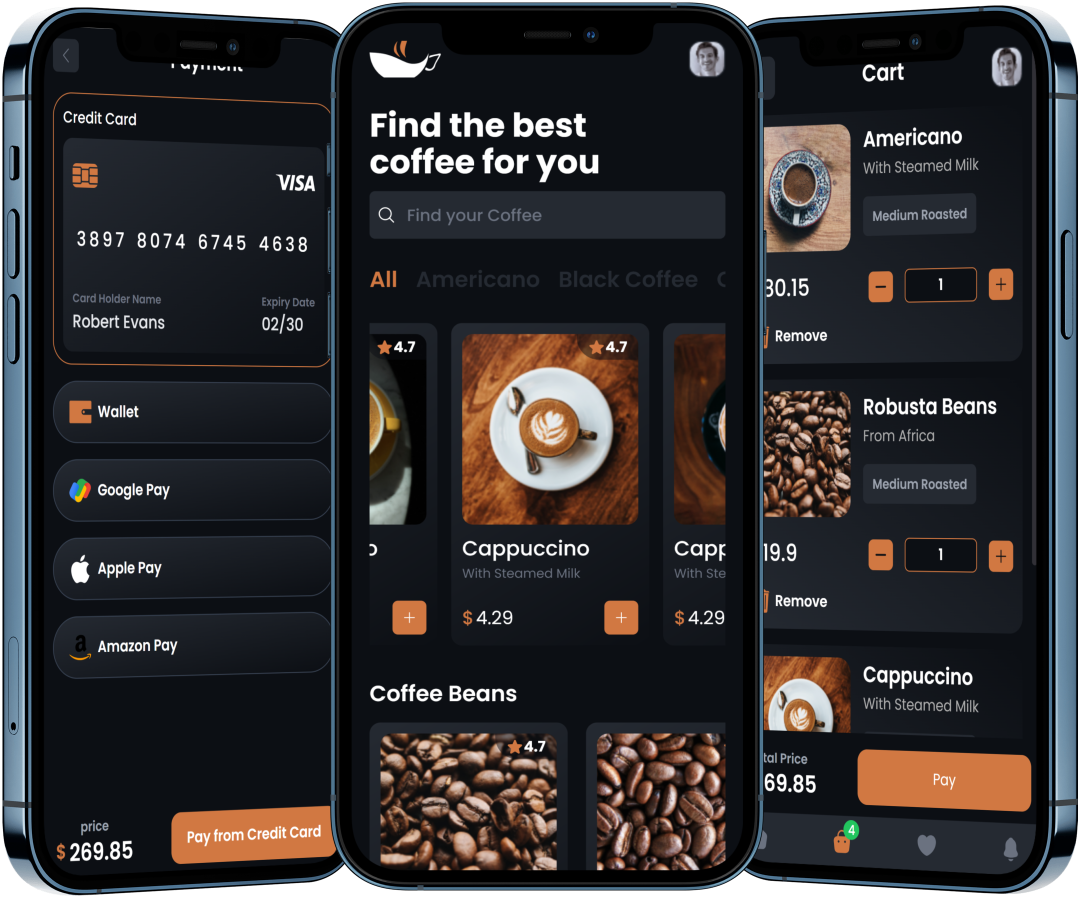 Payment
Credit Card
VISA
3897 8074 6745 4638
Card Holder Name
Expiry Date
Robert Evans
02/30
Wallet
Google Pay
Apple Pay
Amazon Pay
price
$ 269.85
Pay from Credit Card
Find the best
coffee for you
Find your Coffee
All Americano Black Coffee
4.7
4.7
Cappuccino
With Steamed Milk
$ 4.29
+
+
Capp
With Ste
$ 4.29
Coffee Beans
4.7
Cart
Americano
With Steamed Milk
Medium Roasted
30.15
− 1 +
Remove
Robusta Beans
From Africa
Medium Roasted
19.9
− 1 +
Remove
Cappuccino
With Steamed Milk
tal Price
69.85
Pay
4